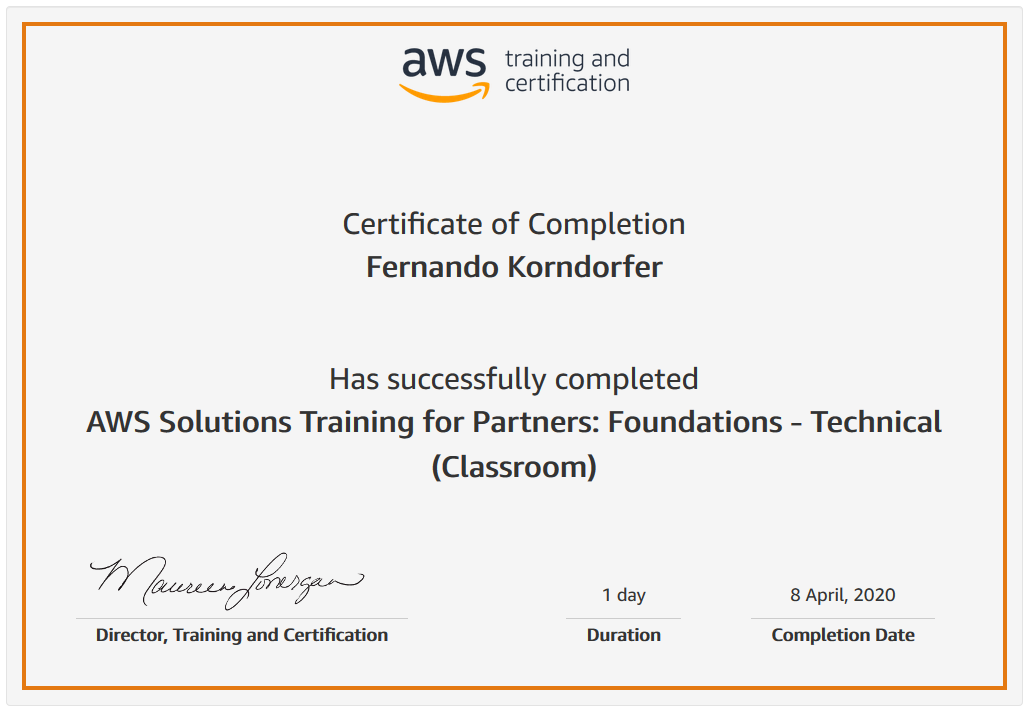 aws training and
certification
Certificate of Completion
Fernando Korndorfer
Has successfully completed
AWS Solutions Training for Partners: Foundations - Technical
(Classroom)
Maureen Lonergan
1 day
8 April, 2020
Director, Training and Certification
Duration
Completion Date